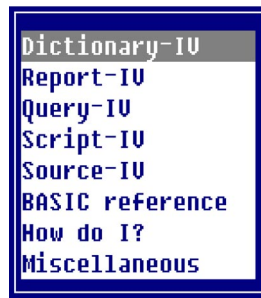 Dictionary-IV
Report-IV
Query-IV
Script-IV
Source-IV
BASIC reference
How do I?
Miscellaneous